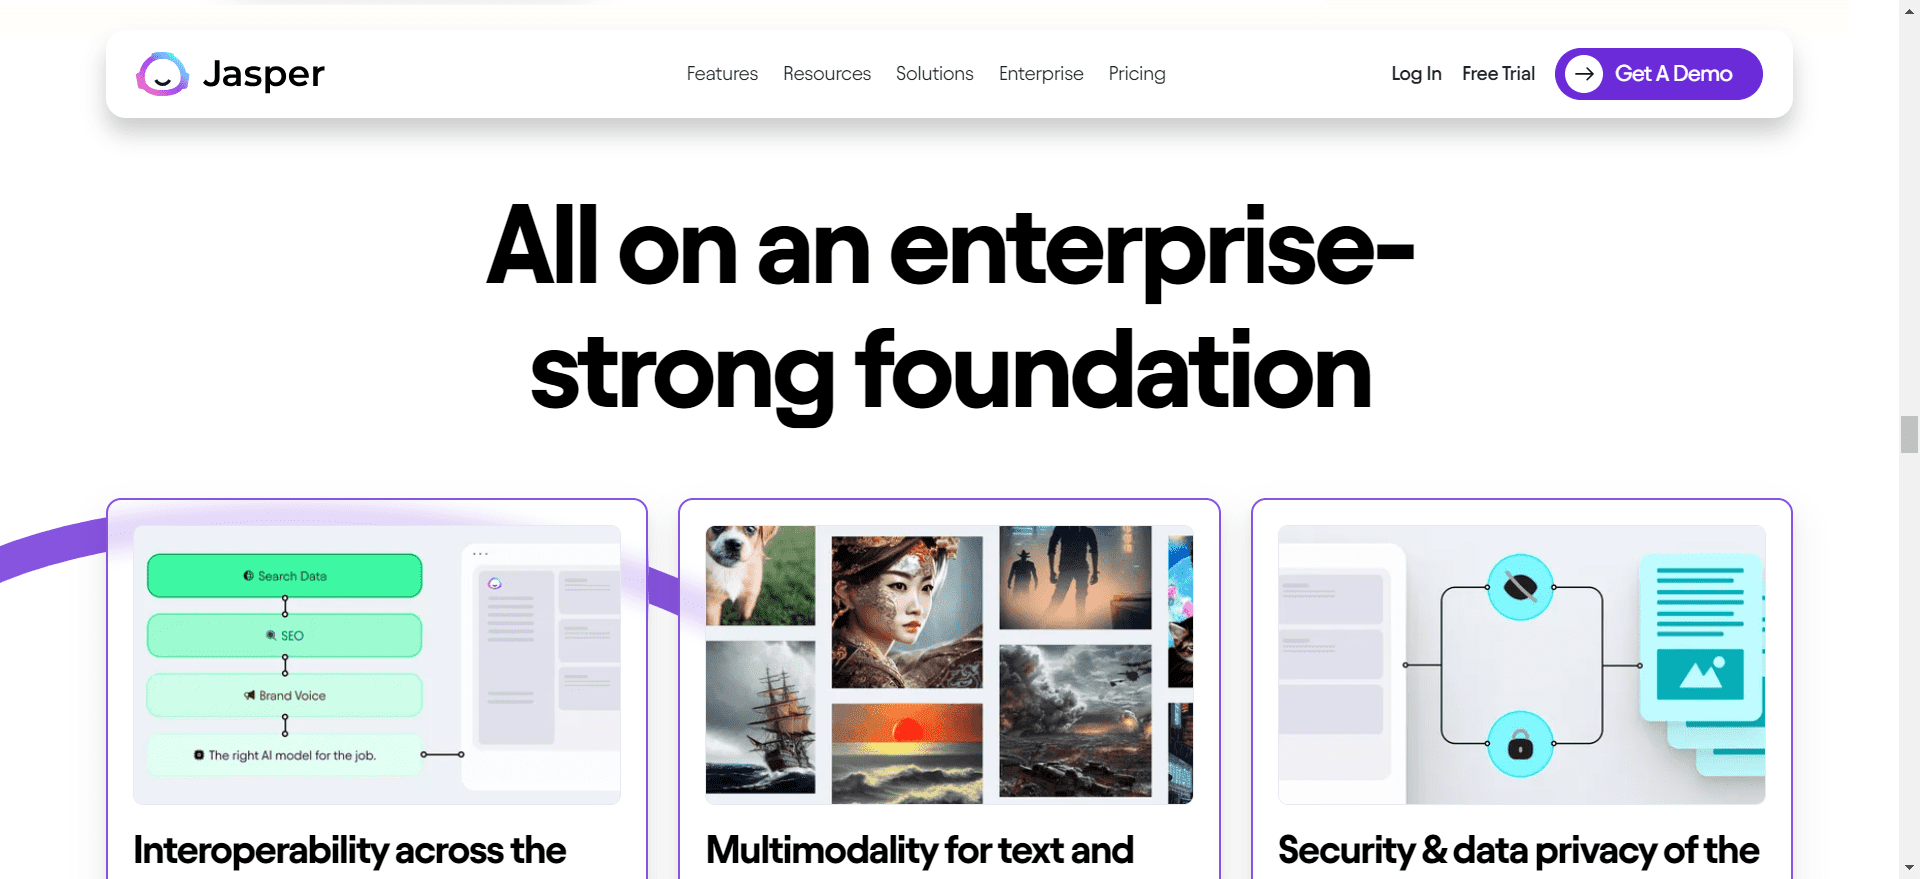 Jasper
Features
Resources
Solutions
Enterprise
Pricing
Log In
Free Trial
Get A Demo
All on an enterprise-
strong foundation
Search Data
SEO
Brand Voice
The right AI model for the job.
Interoperability across the
Multimodality for text and
Security & data privacy of the